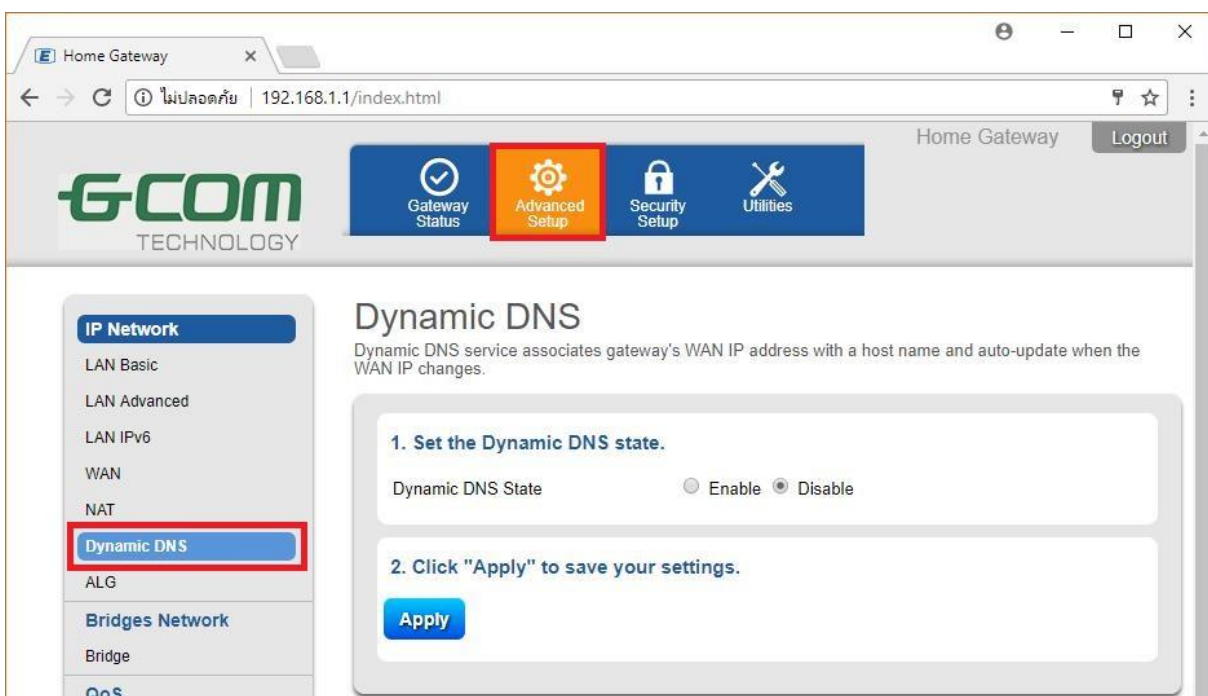 Home Gateway
ไม่ปลอดภัย | 192.168.1.1/index.html
Home Gateway
Logout
G-COM
TECHNOLOGY
Gateway
Status
Advanced
Setup
Security
Setup
Utilities
IP Network
LAN Basic
LAN Advanced
LAN IPv6
WAN
NAT
Dynamic DNS
ALG
Bridges Network
Bridge
QoS
Dynamic DNS
Dynamic DNS service associates gateway's WAN IP address with a host name and auto-update when the
WAN IP changes.
1. Set the Dynamic DNS state.
Dynamic DNS State Enable Disable
2. Click "Apply" to save your settings.
Apply